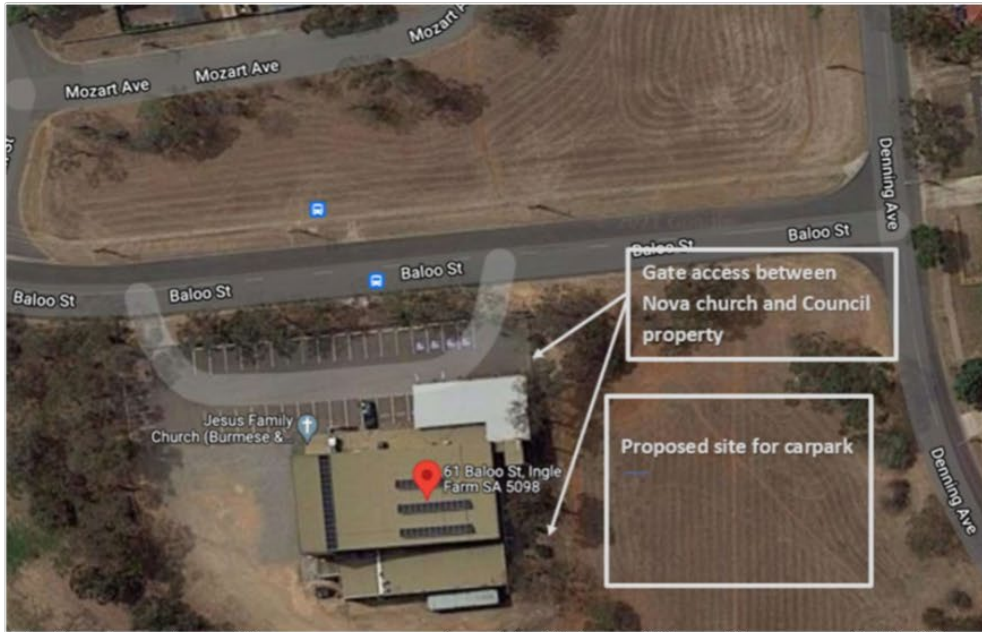 Mozart P
Mozart Ave
Mozart Ave
Denning Ave
Baloo St
Baloo St
Baloo St
Baloo St
Baloo St
Gate access between
Nova church and Council
property
Jesus Family
Church (Burmese &...
61 Baloo St, Ingle
Farm SA 5098
Proposed site for carpark
Denning Ave